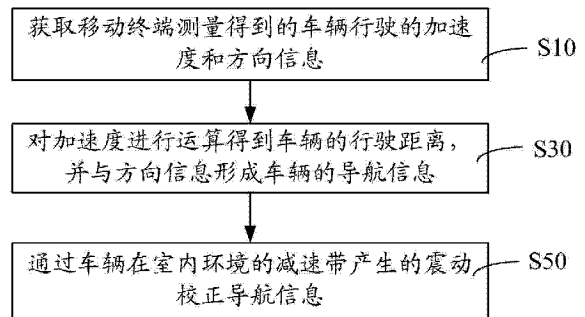 获取移动终端测量得到的车辆行驶的加速
度和方向信息
S10
对加速度进行运算得到车辆的行驶距离，
并与方向信息形成车辆的导航信息
S30
通过车辆在室内环境的减速带产生的震动
校正导航信息
S50